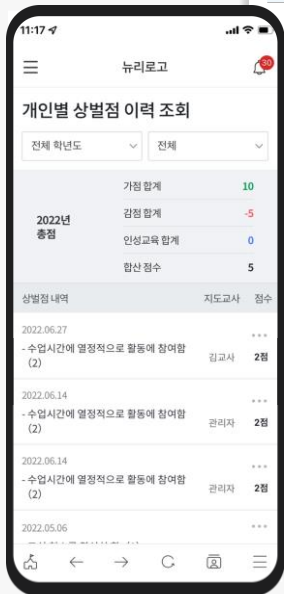 11:17
뉴리로고
30
개인별 상벌점 이력 조회
전체 학년도
전체
2022년
총점
가점 합계 10
감점 합계 -5
인성교육 합계 0
합산 점수 5
상벌점 내역 지도교사 점수
2022.06.27
- 수업시간에 열정적으로 활동에 참여함
(2)
김교사 2점
2022.06.14
- 수업시간에 열정적으로 활동에 참여함
(2)
관리자 2점
2022.06.14
- 수업시간에 열정적으로 활동에 참여함
(2)
관리자 2점
2022.05.06